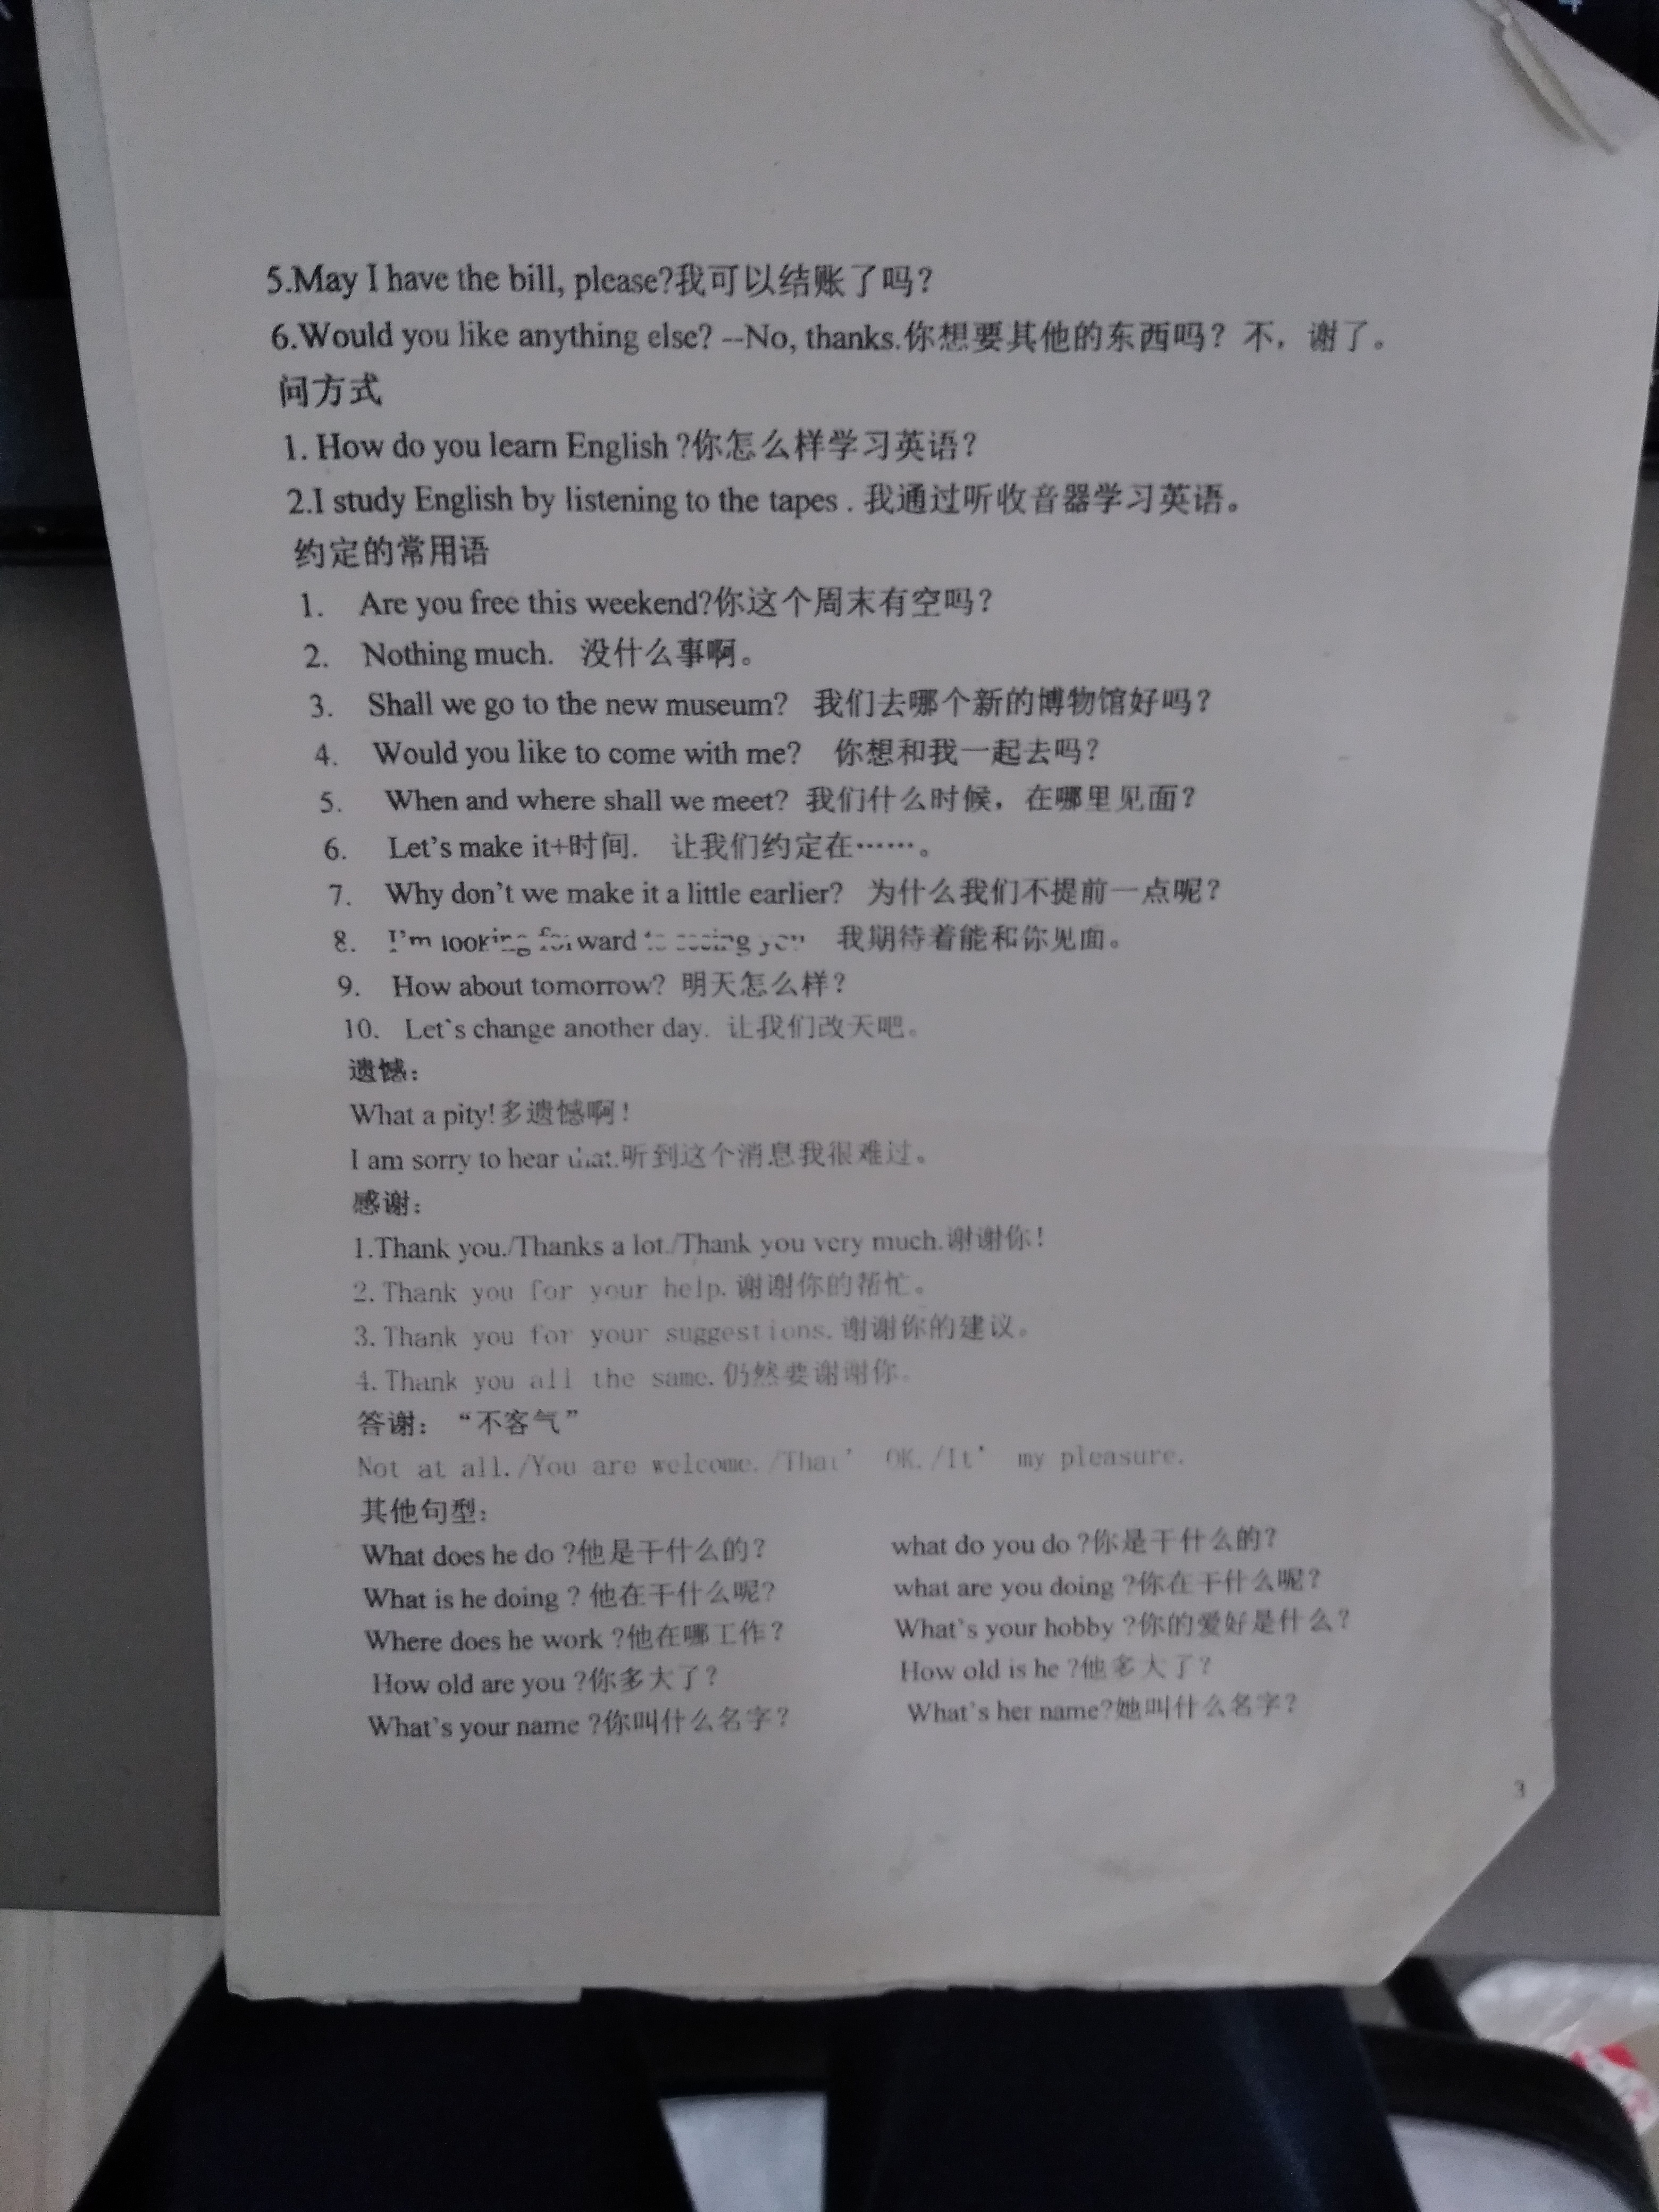 5.May I have the bill, please?我可以结账了吗？
6.Would you like anything else? --No, thanks.你想要其他的东西吗？不，谢了。
问方式
1. How do you learn English ?你怎么样学习英语？
2.I study English by listening to the tapes . 我通过听收音器学习英语。
约定的常用语
1. Are you free this weekend?你这个周末有空吗？
2. Nothing much. 没什么事啊。
3. Shall we go to the new museum? 我们去哪个新的博物馆好吗？
4. Would you like to come with me? 你想和我一起去吗？
5. When and where shall we meet? 我们什么时候，在哪里见面？
6. Let's make it+时间. 让我们约定在……。
7. Why don't we make it a little earlier? 为什么我们不提前一点呢？
8. I'm looking forward to seeing you 我期待着能和你见面。
9. How about tomorrow? 明天怎么样？
10. Let`s change another day. 让我们改天吧。
遗憾：
What a pity!多遗憾啊！
I am sorry to hear that.听到这个消息我很难过。
感谢：
1.Thank you./Thanks a lot./Thank you very much.谢谢你！
2.Thank you for your help.谢谢你的帮忙。
3.Thank you for your suggestions.谢谢你的建议。
4.Thank you all the same.仍然要谢谢你。
答谢：“不客气”
Not at all./You are welcome./That’ OK./It’ my pleasure.
其他句型：
What does he do ?他是干什么的？ what do you do ?你是干什么的？
What is he doing ? 他在干什么呢？ what are you doing ?你在干什么呢？
Where does he work ?他在哪工作？ What's your hobby ?你的爱好是什么？
How old are you ?你多大了？ How old is he ?他多大了？
What's your name ?你叫什么名字？ What's her name?她叫什么名字？
3